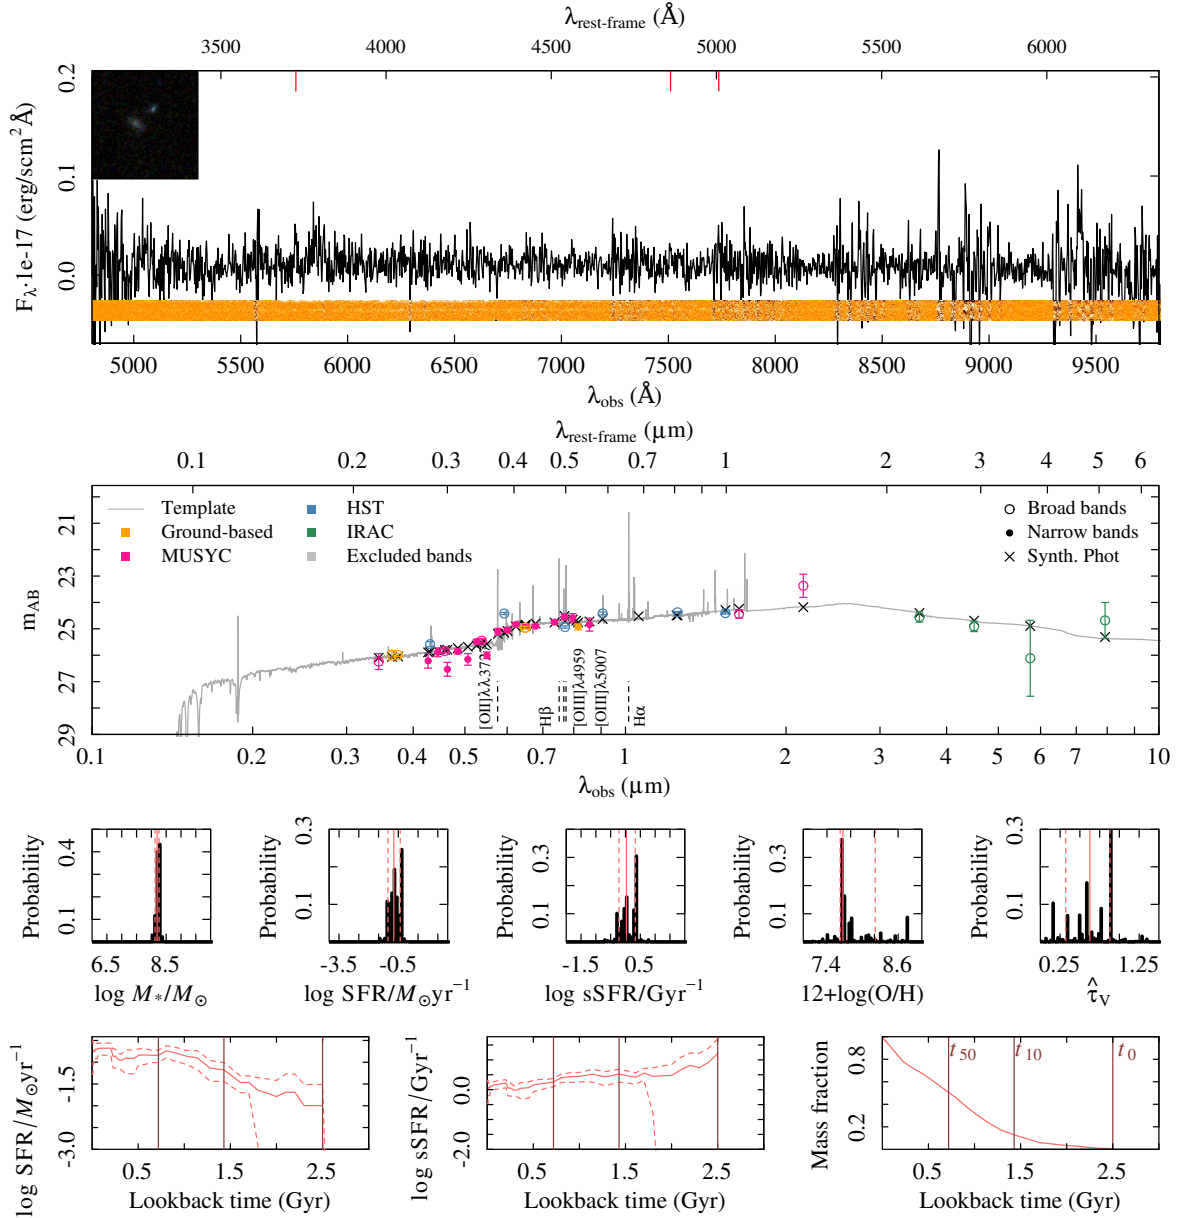 λrest-frame (Å)
3500 4000 4500 5000 5500 6000
Fλ·1e-17 (erg/scm²Å)
0.0 0.1 0.2
5000 5500 6000 6500 7000 7500 8000 8500 9000 9500
λobs (Å)
λrest-frame (μm)
0.1 0.2 0.3 0.4 0.5 0.7 1 2 3 4 5 6
mAB
21
23
25
27
29
Template
Ground-based
MUSYC
HST
IRAC
Excluded bands
Broad bands
Narrow bands
Synth. Phot
[OII]λλ372
Hβ
[OIII]λ4959
[OIII]λ5007
Hα
0.1 0.2 0.3 0.4 0.5 0.7 1 2 3 4 5 6 7 10
λobs (μm)
Probability
0.1 0.4
6.5 8.5
log M*/M⊙
Probability
0.1 0.3
-3.5 -0.5
log SFR/M⊙yr⁻¹
Probability
0.1 0.3
-1.5 0.5
log sSFR/Gyr⁻¹
Probability
0.1 0.3
7.4 8.6
12+log(O/H)
Probability
0.1 0.3
0.25 1.25
τ̂V
log SFR/M⊙yr⁻¹
-3.0 -1.5
0.5 1.5 2.5
Lookback time (Gyr)
log sSFR/Gyr⁻¹
-2.0 0.0
0.5 1.5 2.5
Lookback time (Gyr)
Mass fraction
0.2 0.8
t50 t10 t0
0.5 1.5 2.5
Lookback time (Gyr)